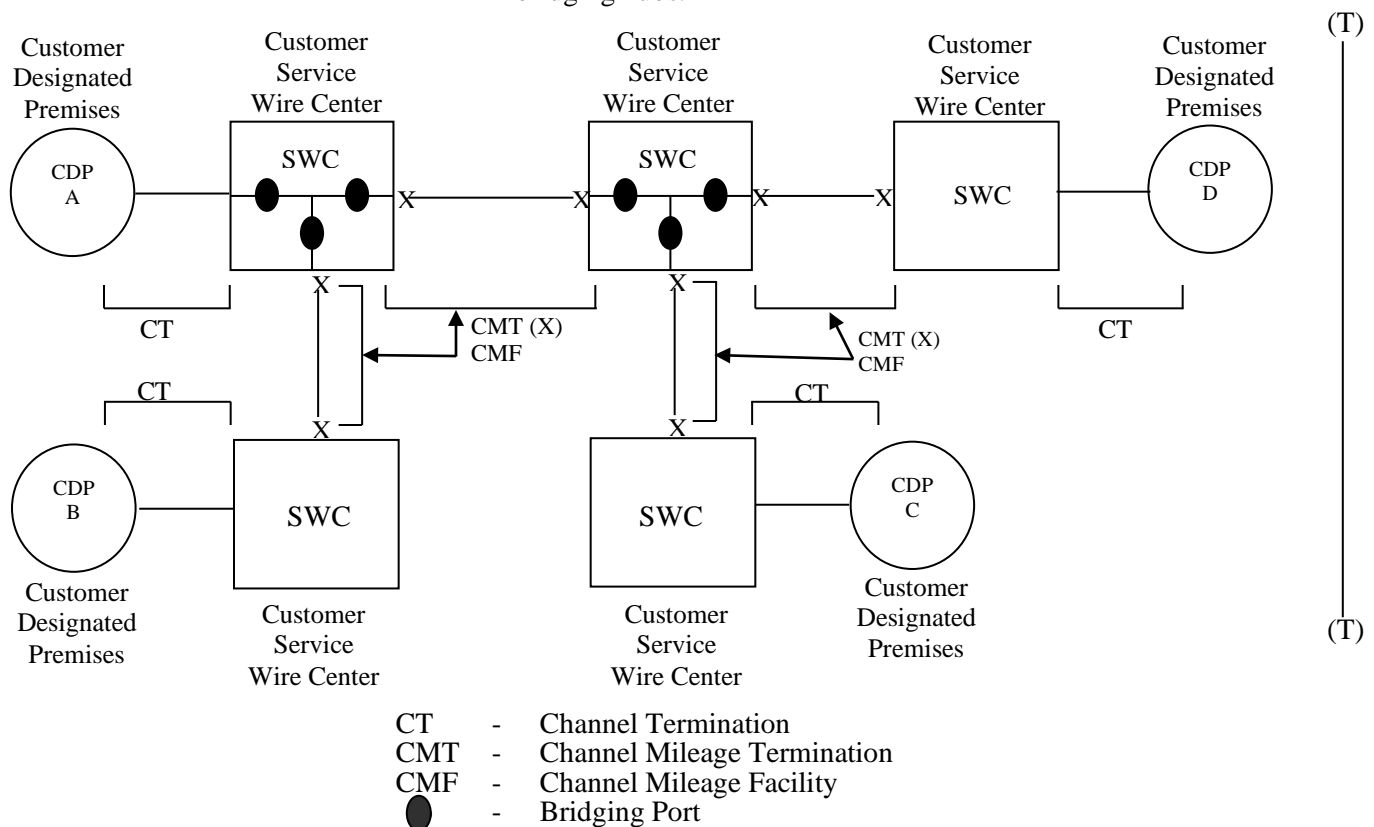 (T)
Customer
Designated
Premises
Customer
Service
Wire Center
Customer
Service
Wire Center
Customer
Service
Wire Center
Customer
Designated
Premises
CDP
A
SWC
SWC
SWC
CDP
D
X
X
X
X
X
X
CT
CMT (X)
CMF
CMT (X)
CMF
CT
CT
CT
X
X
CDP
B
SWC
SWC
CDP
C
Customer
Designated
Premises
Customer
Service
Wire Center
Customer
Service
Wire Center
Customer
Designated
Premises
(T)
CT - Channel Termination
CMT - Channel Mileage Termination
CMF - Channel Mileage Facility
- Bridging Port